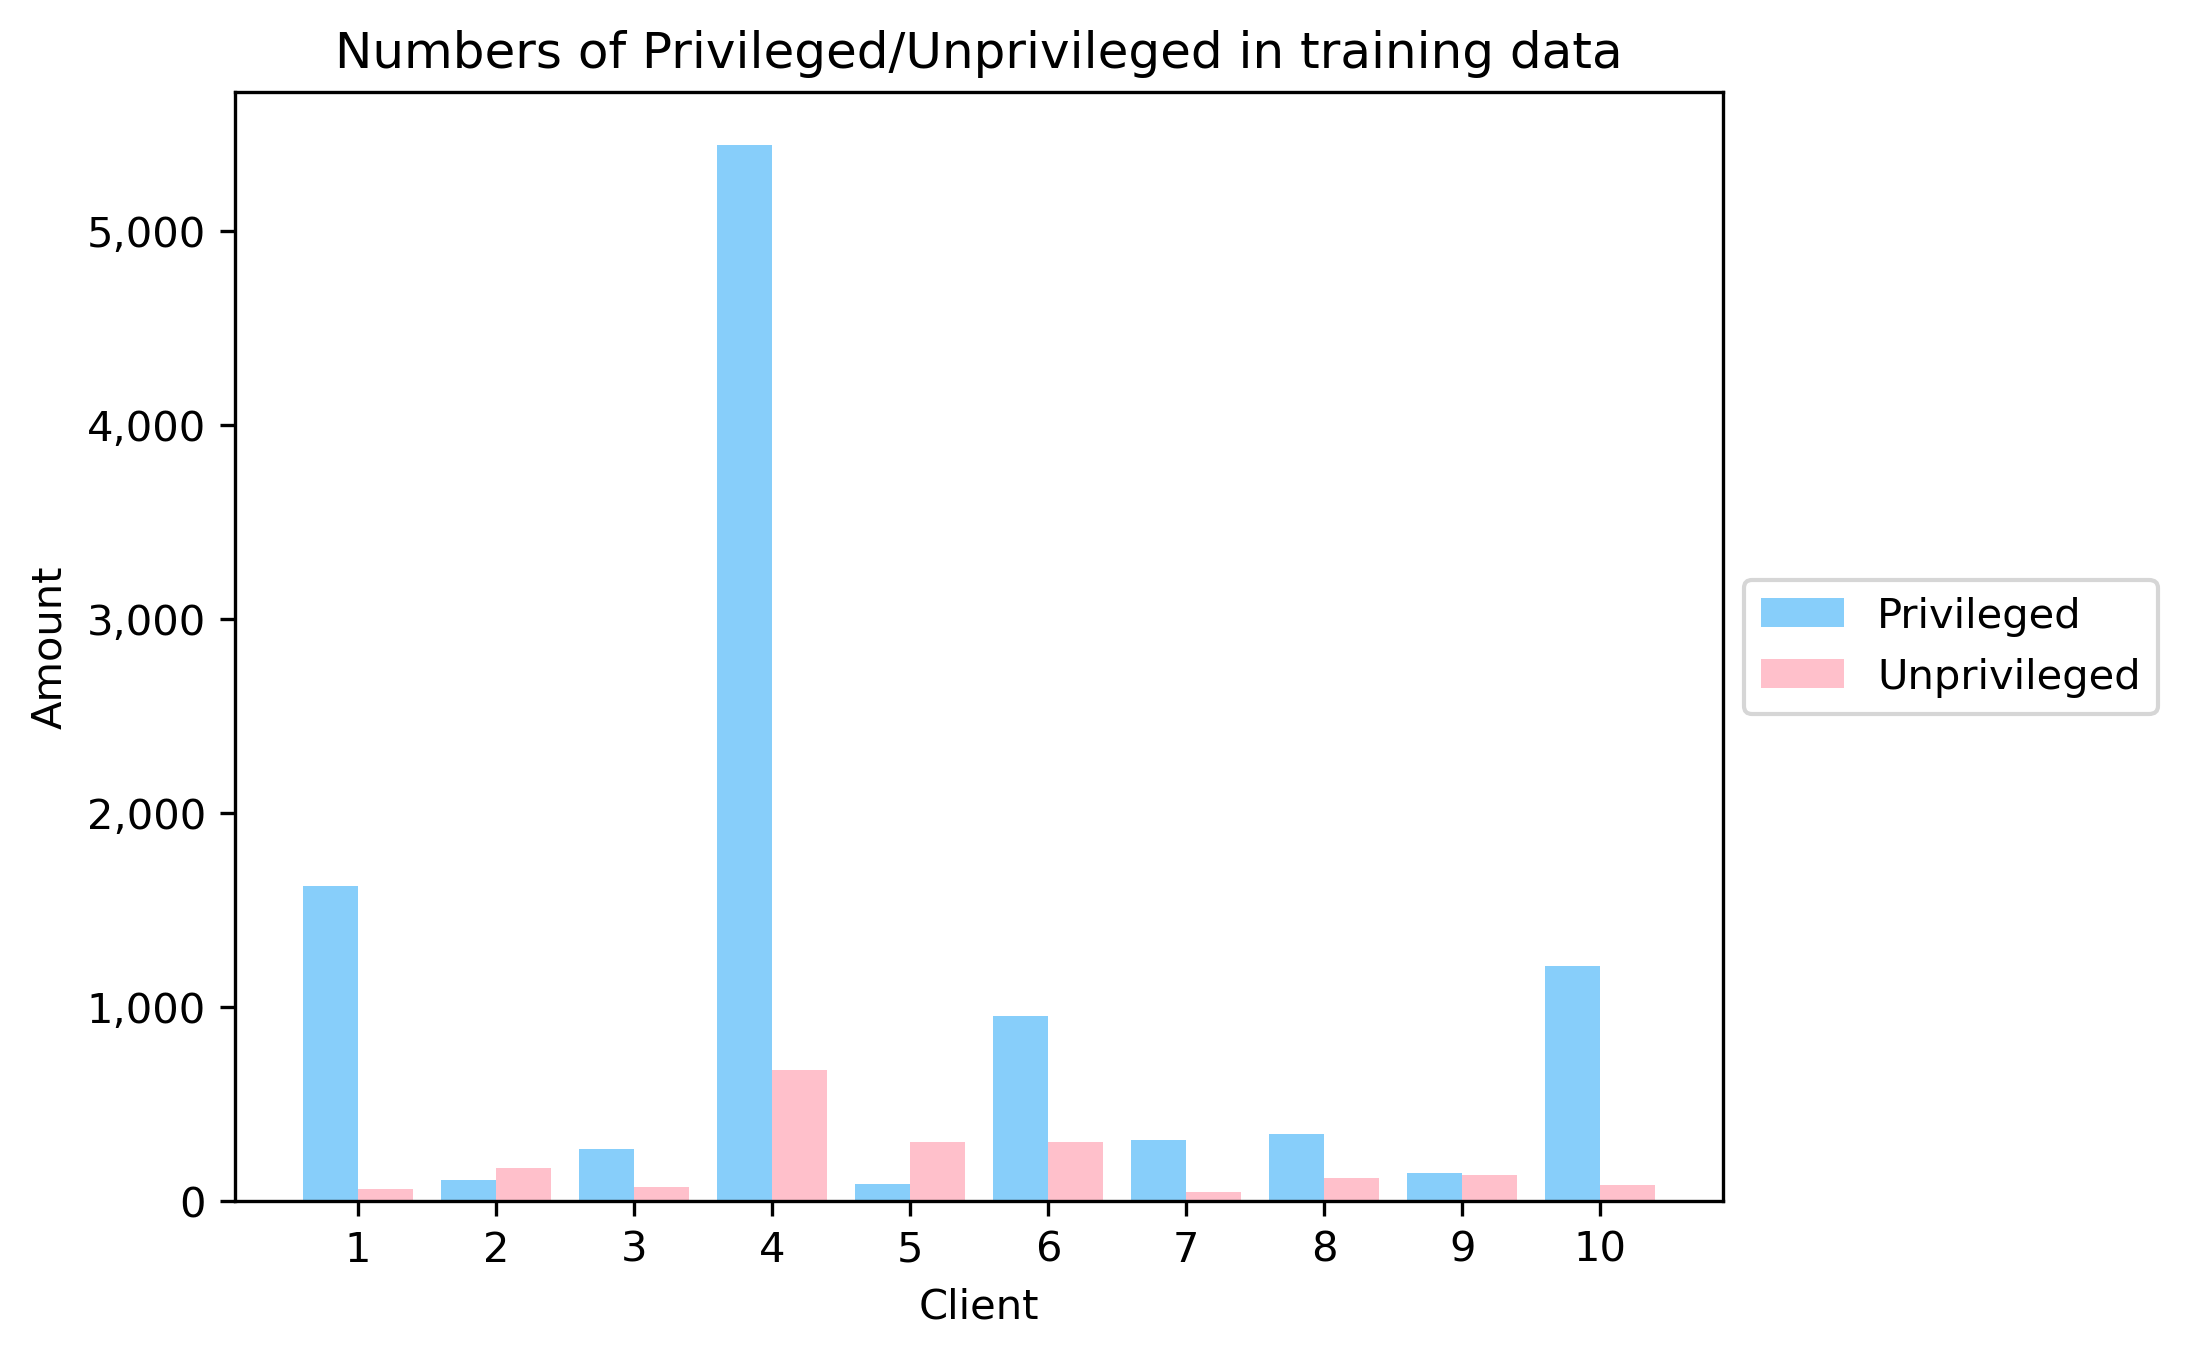 Numbers of Privileged/Unprivileged in training data
5,000
4,000
3,000
2,000
1,000
0
Amount
1 2 3 4 5 6 7 8 9 10
Client
Privileged
Unprivileged